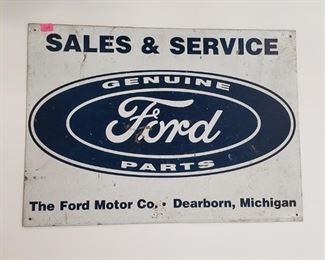 SALES & SERVICE
GENUINE
Ford
PARTS
The Ford Motor Co. • Dearborn, Michigan